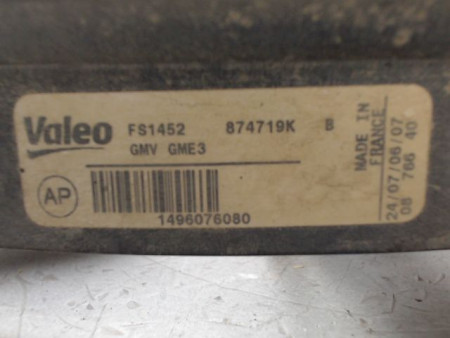 Valeo FS1452 874719K B
GMV GME3
AP
1496076080
MADE IN
FRANCE
24/07/06/07
08 766 40